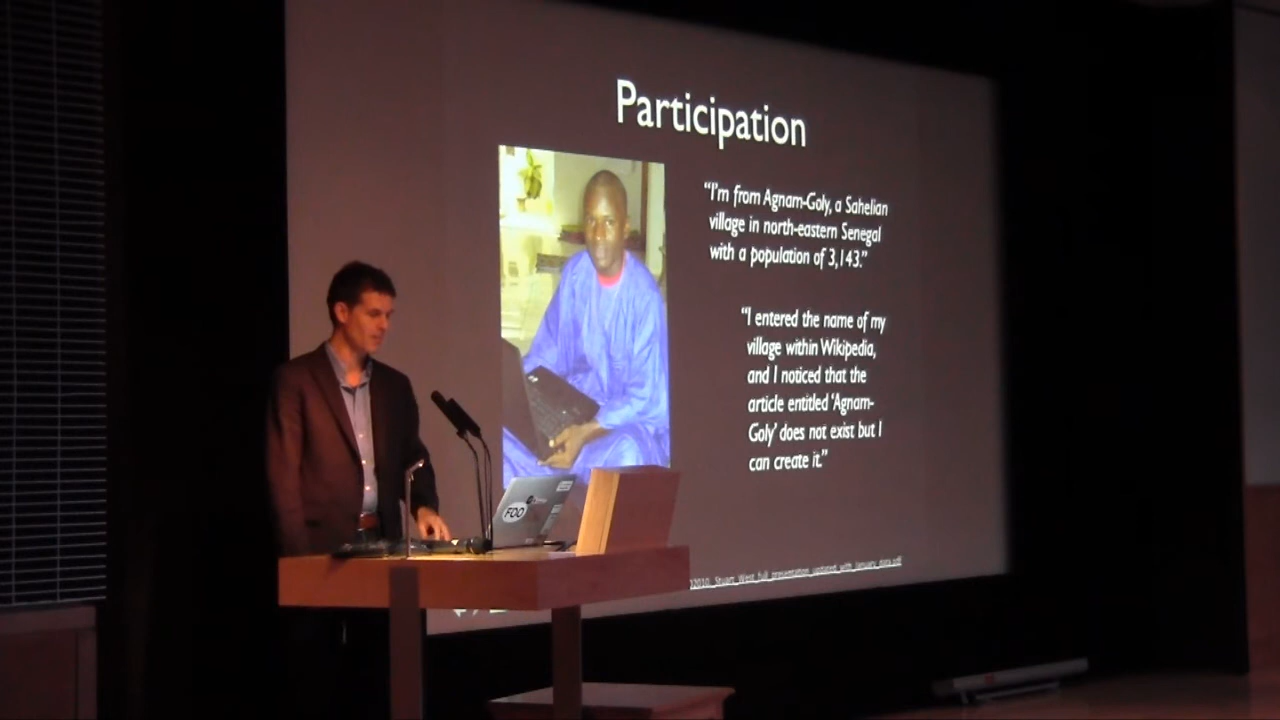 Participation
“I’m from Agnam-Goly, a Sahelian
village in north-eastern Senegal
with a population of 3,143.”
“I entered the name of my
village within Wikipedia,
and I noticed that the
article entitled ‘Agnam-
Goly’ does not exist but I
can create it.”
Stuart_West_full_presentation_updated_with_January_data.pdf
FOO